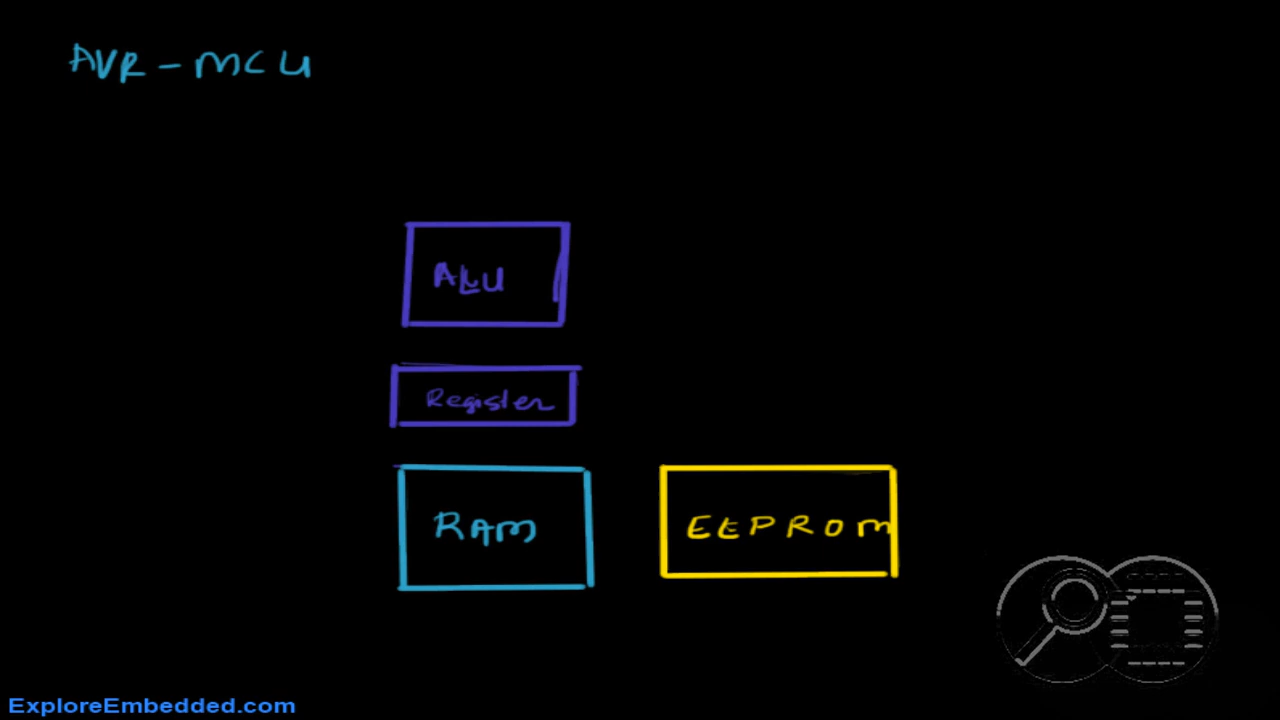 AVR - MCU
ALU
Register
RAM
EEPROM
ExploreEmbedded.com